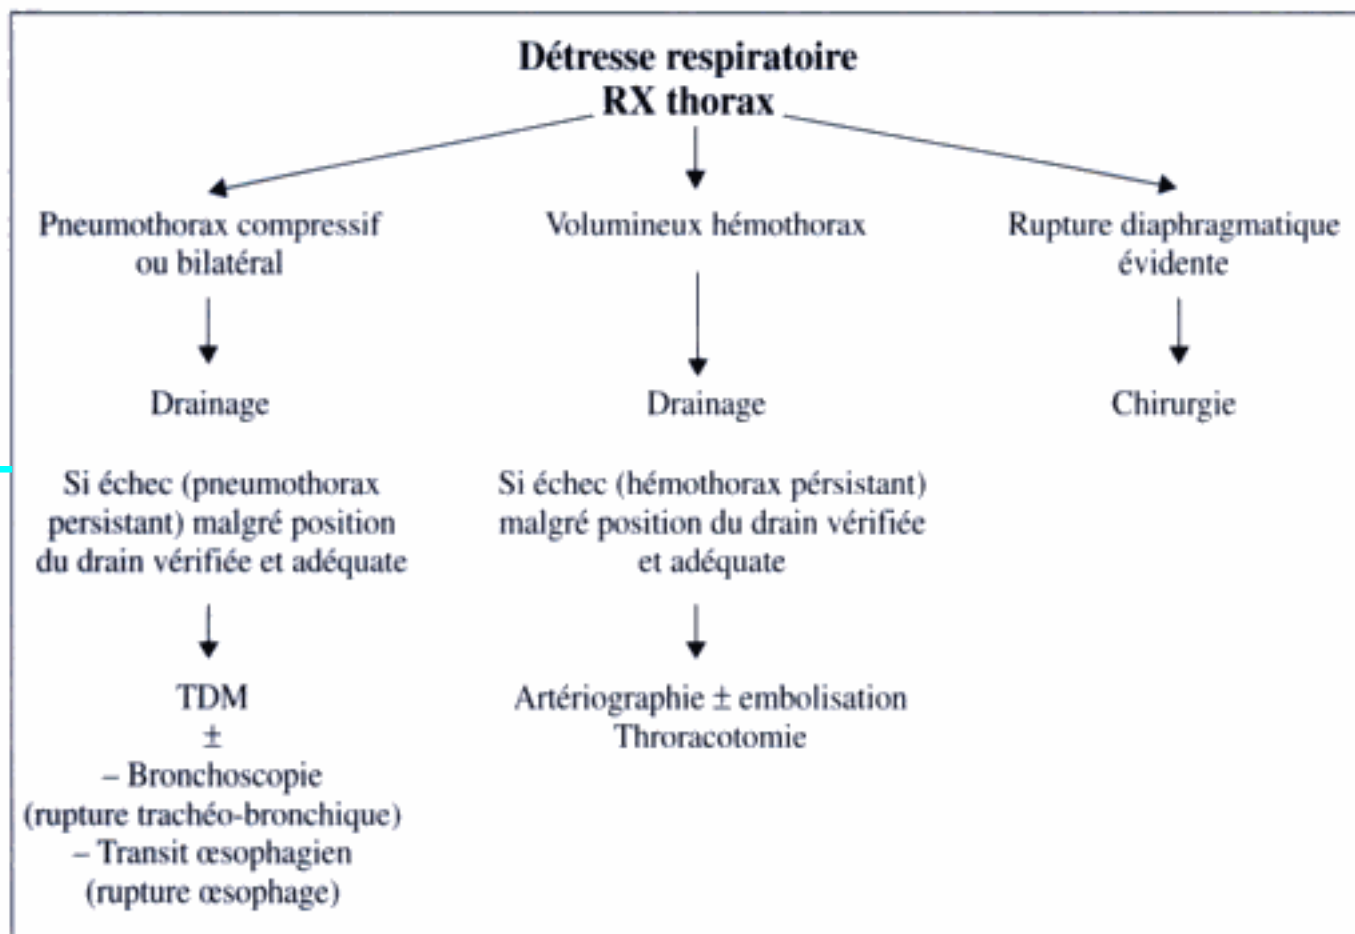 Détresse respiratoire
RX thorax
Pneumothorax compressif
ou bilatéral
Drainage
Si échec (pneumothorax
persistant) malgré position
du drain vérifiée et adéquate
TDM
±
– Bronchoscopie
(rupture trachéo-bronchique)
– Transit œsophagien
(rupture œsophage)
Volumineux hémothorax
Drainage
Si échec (hémothorax pérsistant)
malgré position du drain vérifiée
et adéquate
Artériographie ± embolisation
Throracotomie
Rupture diaphragmatique
évidente
Chirurgie